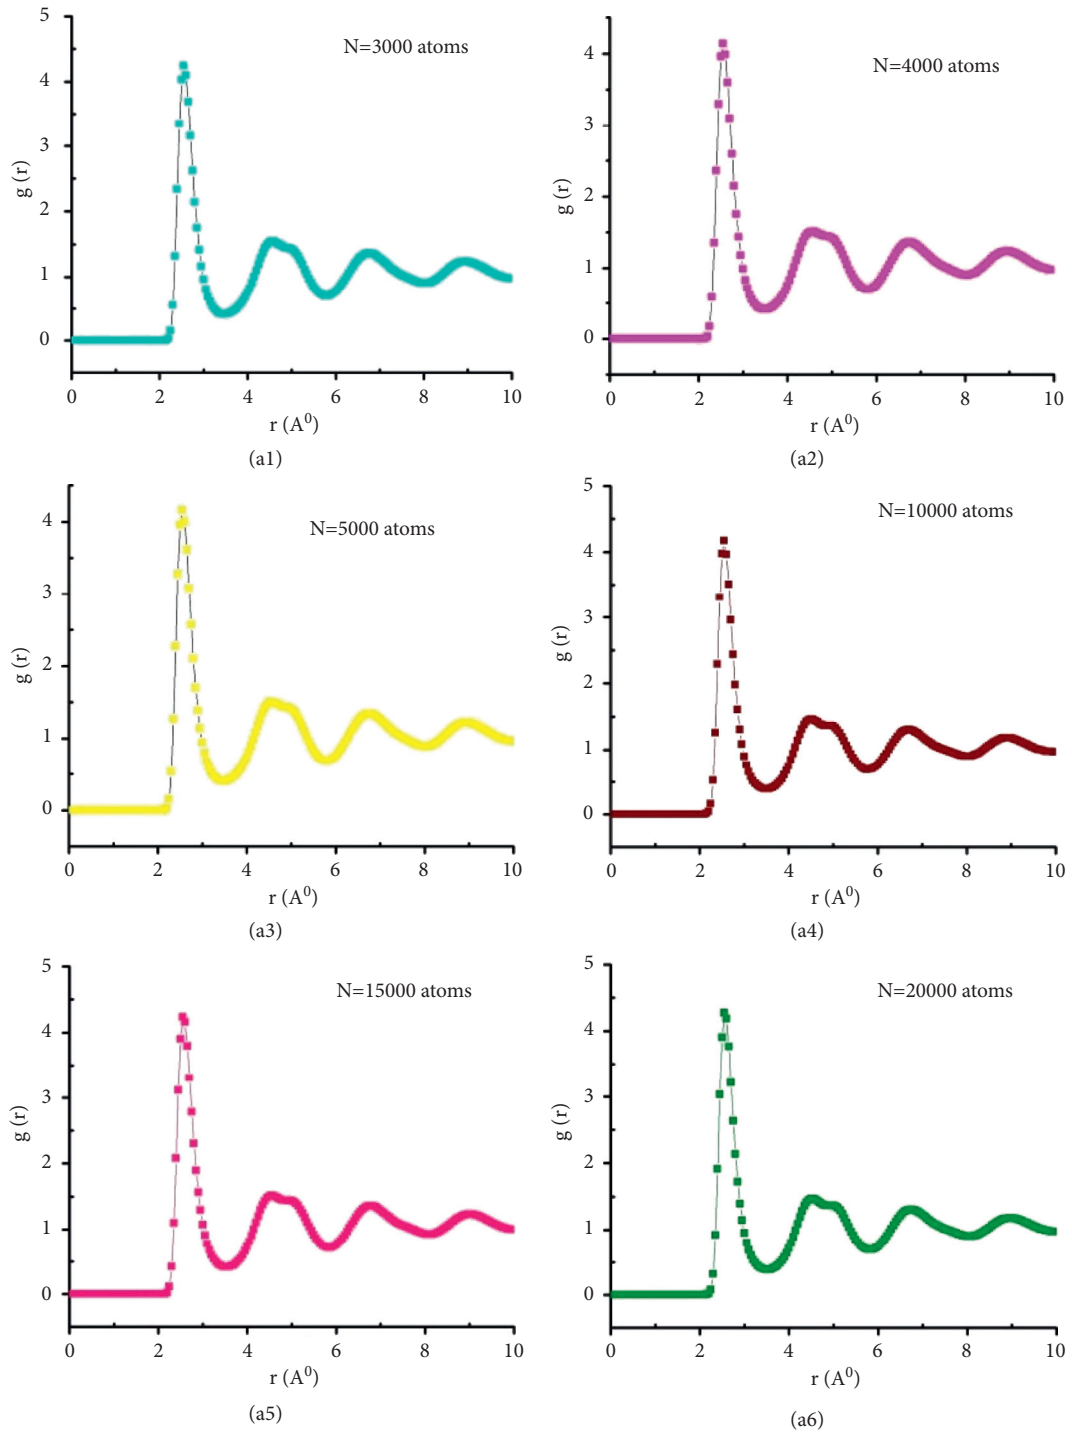 5
4
3
2
1
0
g (r)
N=3000 atoms
0 2 4 6 8 10
r (A⁰)
(a1)
4
3
2
1
0
g (r)
N=4000 atoms
0 2 4 6 8 10
r (A⁰)
(a2)
4
3
2
1
0
g (r)
N=5000 atoms
0 2 4 6 8 10
r (A⁰)
(a3)
5
4
3
2
1
0
g (r)
N=10000 atoms
0 2 4 6 8 10
r (A⁰)
(a4)
5
4
3
2
1
0
g (r)
N=15000 atoms
0 2 4 6 8 10
r (A⁰)
(a5)
5
4
3
2
1
0
g (r)
N=20000 atoms
0 2 4 6 8 10
r (A⁰)
(a6)